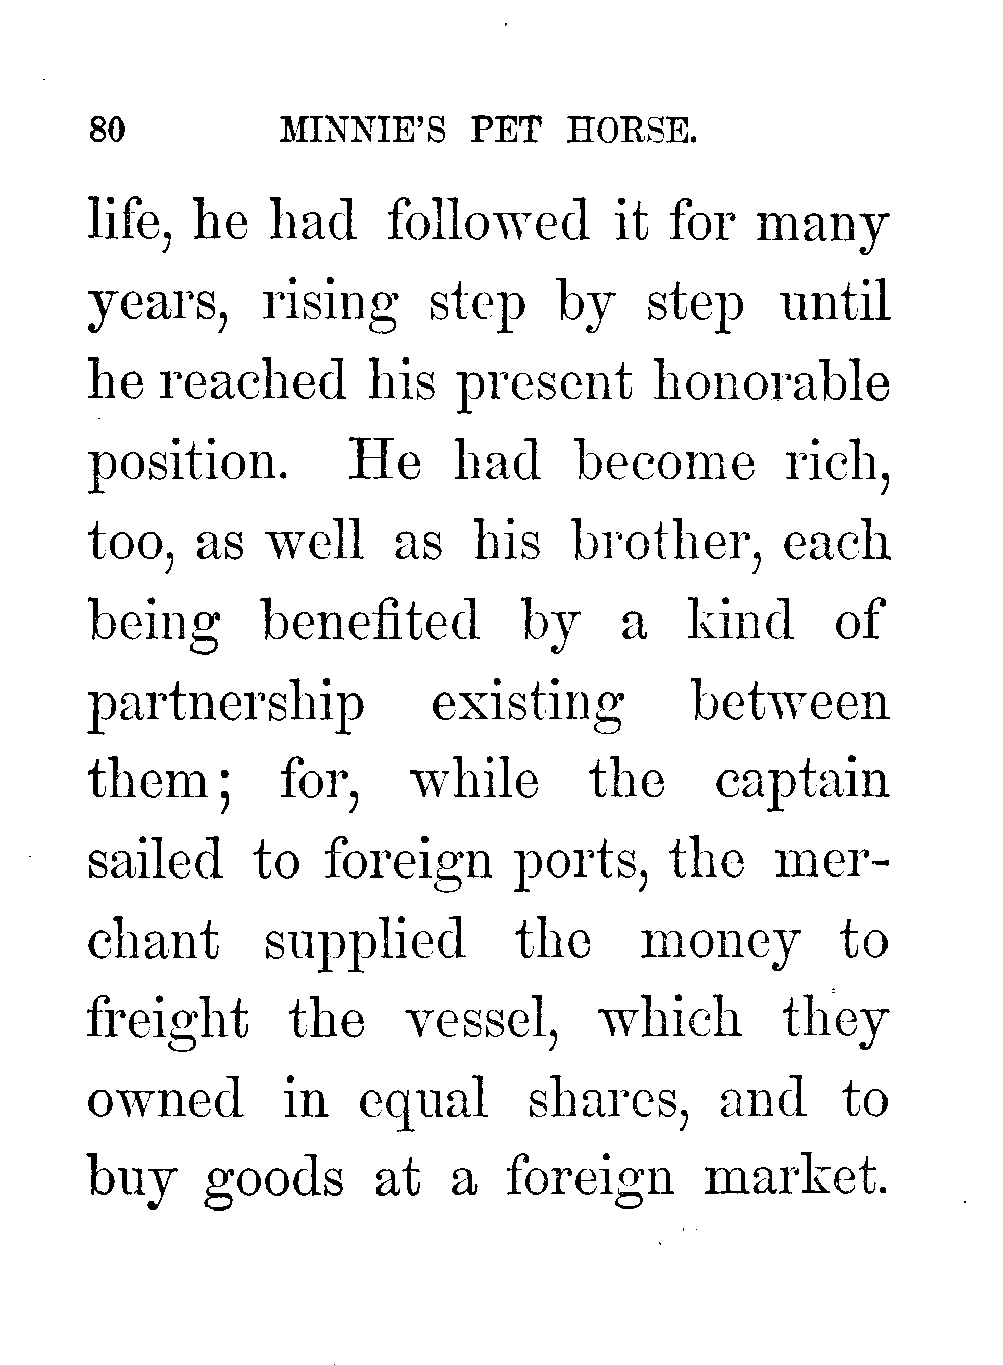 80 MINNIE'S PET HORSE.
life, he had followed it for many
years, rising step by step until
he reached his present honorable
position. He had become rich,
too, as well as his brother, each
being benefited by a kind of
partnership existing between
them; for, while the captain
sailed to foreign ports, the mer-
chant supplied the money to
freight the vessel, which they
owned in equal shares, and to
buy goods at a foreign market.